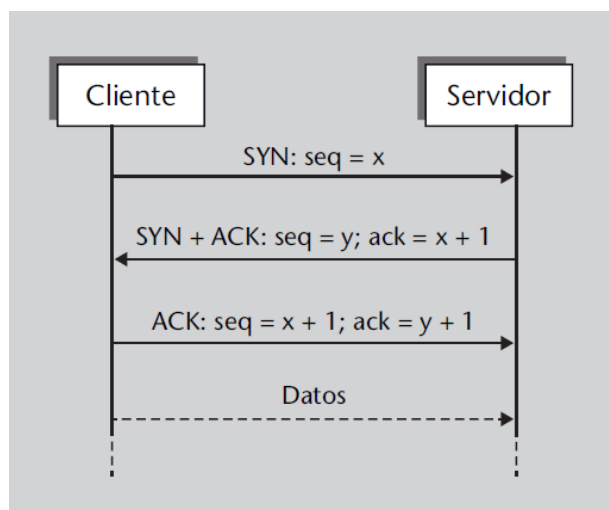 Cliente
Servidor
SYN: seq = x
SYN + ACK: seq = y; ack = x + 1
ACK: seq = x + 1; ack = y + 1
Datos